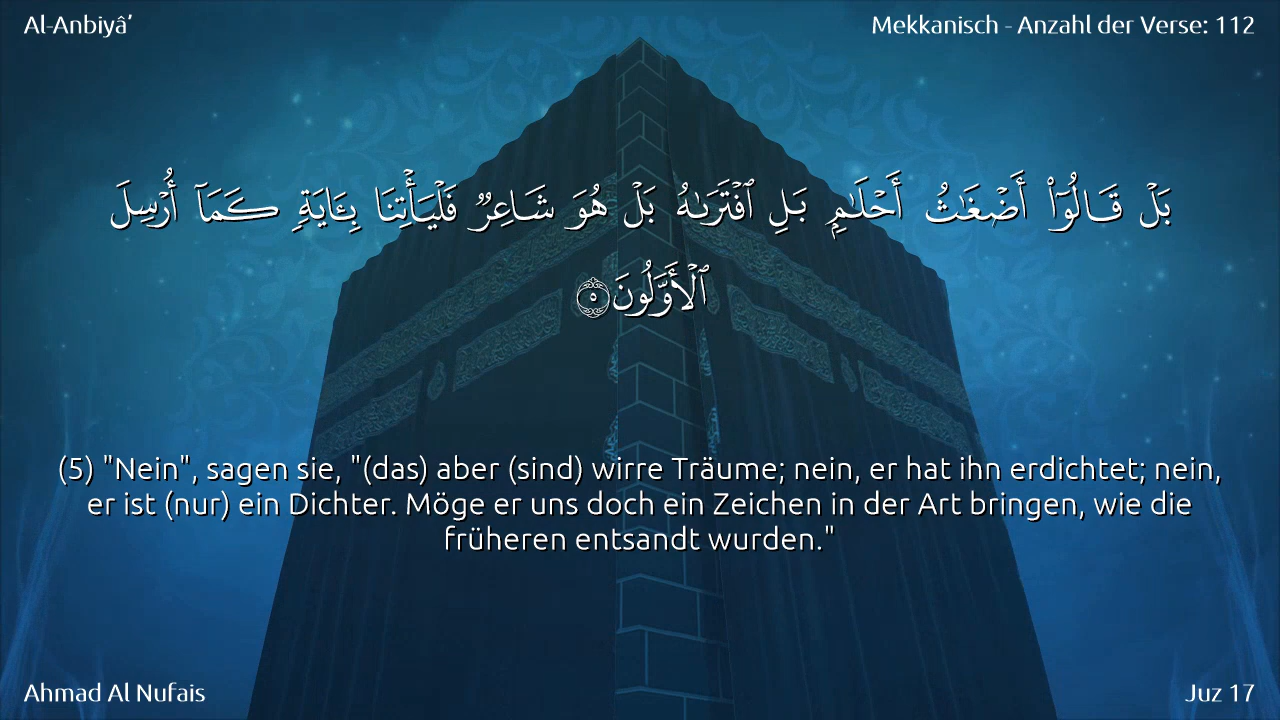 Al-Anbiyâ’
Mekkanisch - Anzahl der Verse: 112
بَلۡ قَالُوٓاْ أَضۡغَٰثُ أَحۡلَٰمِۭ بَلِ ٱفۡتَرَىٰهُ بَلۡ هُوَ شَاعِرٞ فَلۡيَأۡتِنَا بِـَٔايَةٖ كَمَآ أُرۡسِلَ
ٱلۡأَوَّلُونَ ٥
(5) "Nein", sagen sie, "(das) aber (sind) wirre Träume; nein, er hat ihn erdichtet; nein,
er ist (nur) ein Dichter. Möge er uns doch ein Zeichen in der Art bringen, wie die
früheren entsandt wurden."
Ahmad Al Nufais
Juz 17